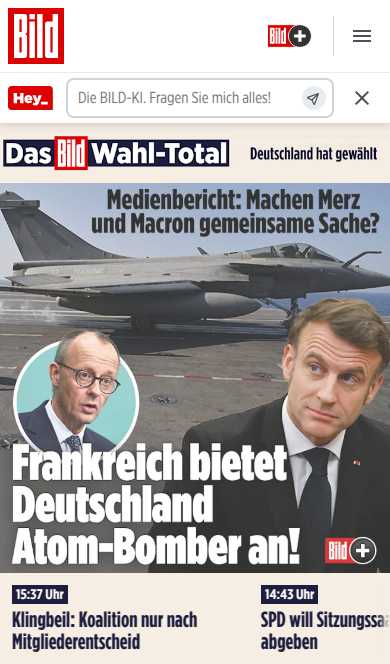 Bild
Bild +
Hey_
Die BILD-KI. Fragen Sie mich alles!
Das Bild Wahl-Total
Deutschland hat gewählt
Medienbericht: Machen Merz
und Macron gemeinsame Sache?
Frankreich bietet
Deutschland
Atom-Bomber an!
Bild +
15:37 Uhr
Klingbeil: Koalition nur nach
Mitgliederentscheid
14:43 Uhr
SPD will
abgeben